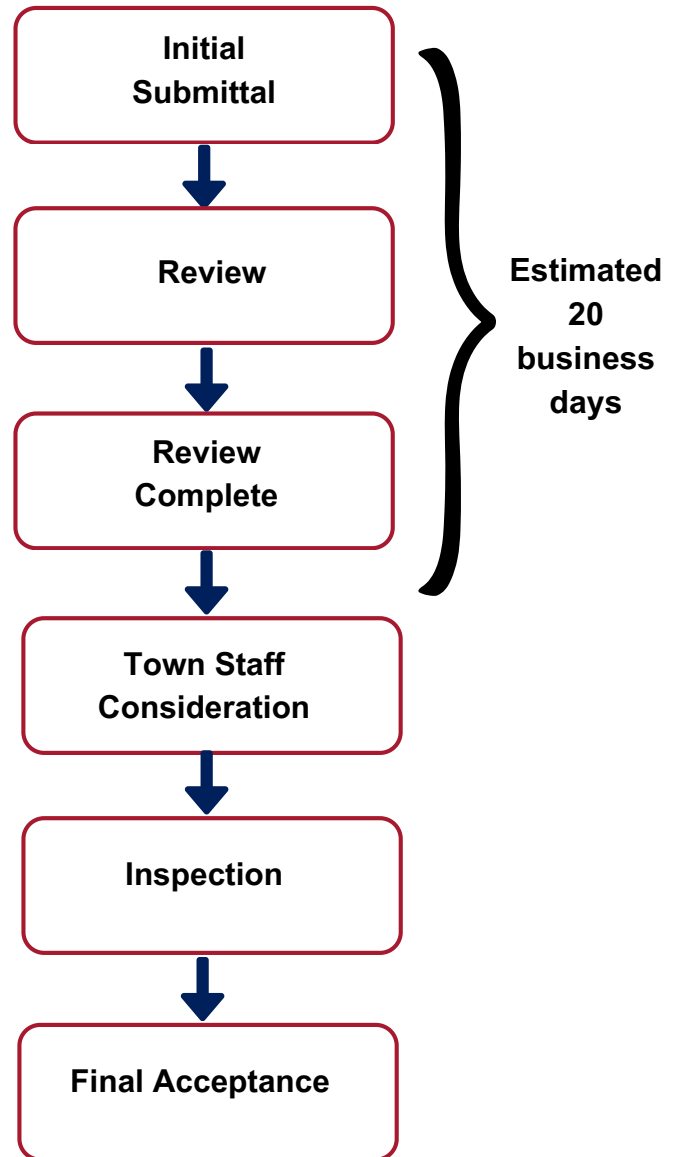 Initial
Submittal
Review
Estimated
20
business
days
Review
Complete
Town Staff
Consideration
Inspection
Final Acceptance